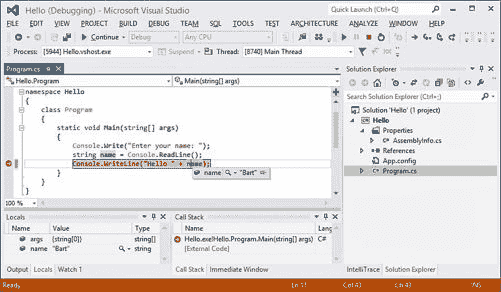 Hello (Debugging) - Microsoft Visual Studio
Quick Launch (Ctrl+Q)
FILE EDIT VIEW PROJECT BUILD DEBUG TEAM SQL TOOLS TEST ARCHITECTURE ANALYZE WINDOW HELP
Continue Debug Any CPU
Process: [5944] Hello.vshost.exe Suspend Thread: [8740] Main Thread
Program.cs
Hello.Program Main(string[] args)
namespace Hello
{
class Program
{
static void Main(string[] args)
{
Console.Write("Enter your name: ");
string name = Console.ReadLine();
Console.WriteLine("Hello " + name);
name "Bart"
}
}
100 %
Locals
Name Value Type
args {string[0]} string[]
name "Bart" string
Output Locals Watch 1
Call Stack
Name
Hello.exe!Hello.Program.Main(string[] args) C#
[External Code]
Call Stack Immediate Window
Solution Explorer
Search Solution Explorer
Solution 'Hello' (1 project)
Hello
Properties
AssemblyInfo.cs
References
App.config
Program.cs
IntelliTrace Solution Explorer
Ready
INS